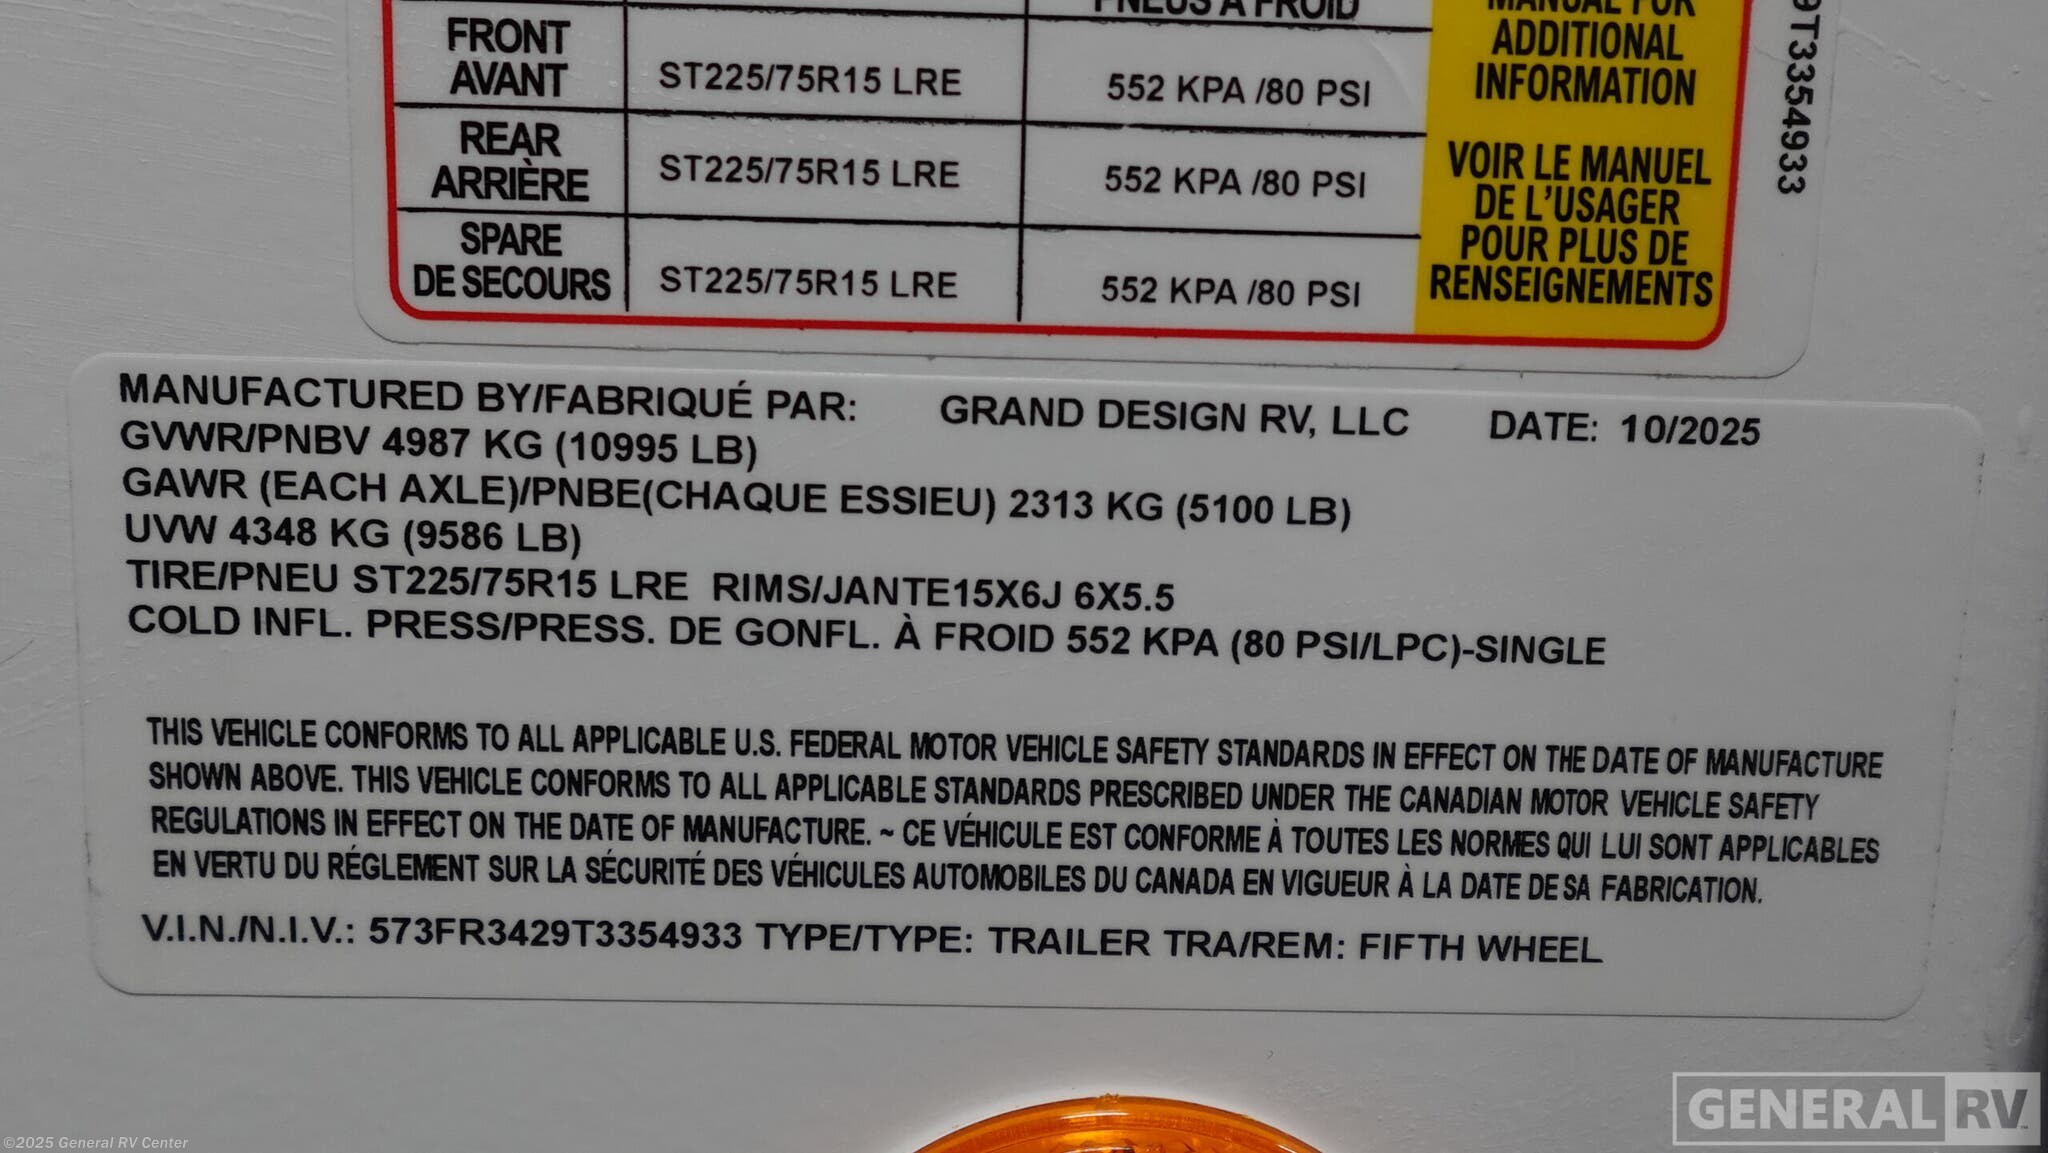 PNEUS À FROID
MANUAL FOR
ADDITIONAL
INFORMATION
FRONT
AVANT
ST225/75R15 LRE
552 KPA /80 PSI
REAR
ARRIÈRE
ST225/75R15 LRE
552 KPA /80 PSI
SPARE
DE SECOURS
ST225/75R15 LRE
552 KPA /80 PSI
VOIR LE MANUEL
DE L'USAGER
POUR PLUS DE
RENSEIGNEMENTS
9T3354933
MANUFACTURED BY/FABRIQUÉ PAR: GRAND DESIGN RV, LLC DATE: 10/2025
GVWR/PNBV 4987 KG (10995 LB)
GAWR (EACH AXLE)/PNBE(CHAQUE ESSIEU) 2313 KG (5100 LB)
UVW 4348 KG (9586 LB)
TIRE/PNEU ST225/75R15 LRE RIMS/JANTE15X6J 6X5.5
COLD INFL. PRESS/PRESS. DE GONFL. À FROID 552 KPA (80 PSI/LPC)-SINGLE
THIS VEHICLE CONFORMS TO ALL APPLICABLE U.S. FEDERAL MOTOR VEHICLE SAFETY STANDARDS IN EFFECT ON THE DATE OF MANUFACTURE
SHOWN ABOVE. THIS VEHICLE CONFORMS TO ALL APPLICABLE STANDARDS PRESCRIBED UNDER THE CANADIAN MOTOR VEHICLE SAFETY
REGULATIONS IN EFFECT ON THE DATE OF MANUFACTURE. ~ CE VÉHICULE EST CONFORME À TOUTES LES NORMES QUI LUI SONT APPLICABLES
EN VERTU DU RÉGLEMENT SUR LA SÉCURITÉ DES VÉHICULES AUTOMOBILES DU CANADA EN VIGUEUR À LA DATE DE SA FABRICATION.
V.I.N./N.I.V.: 573FR3429T3354933 TYPE/TYPE: TRAILER TRA/REM: FIFTH WHEEL
GENERAL RV
©2025 General RV Center